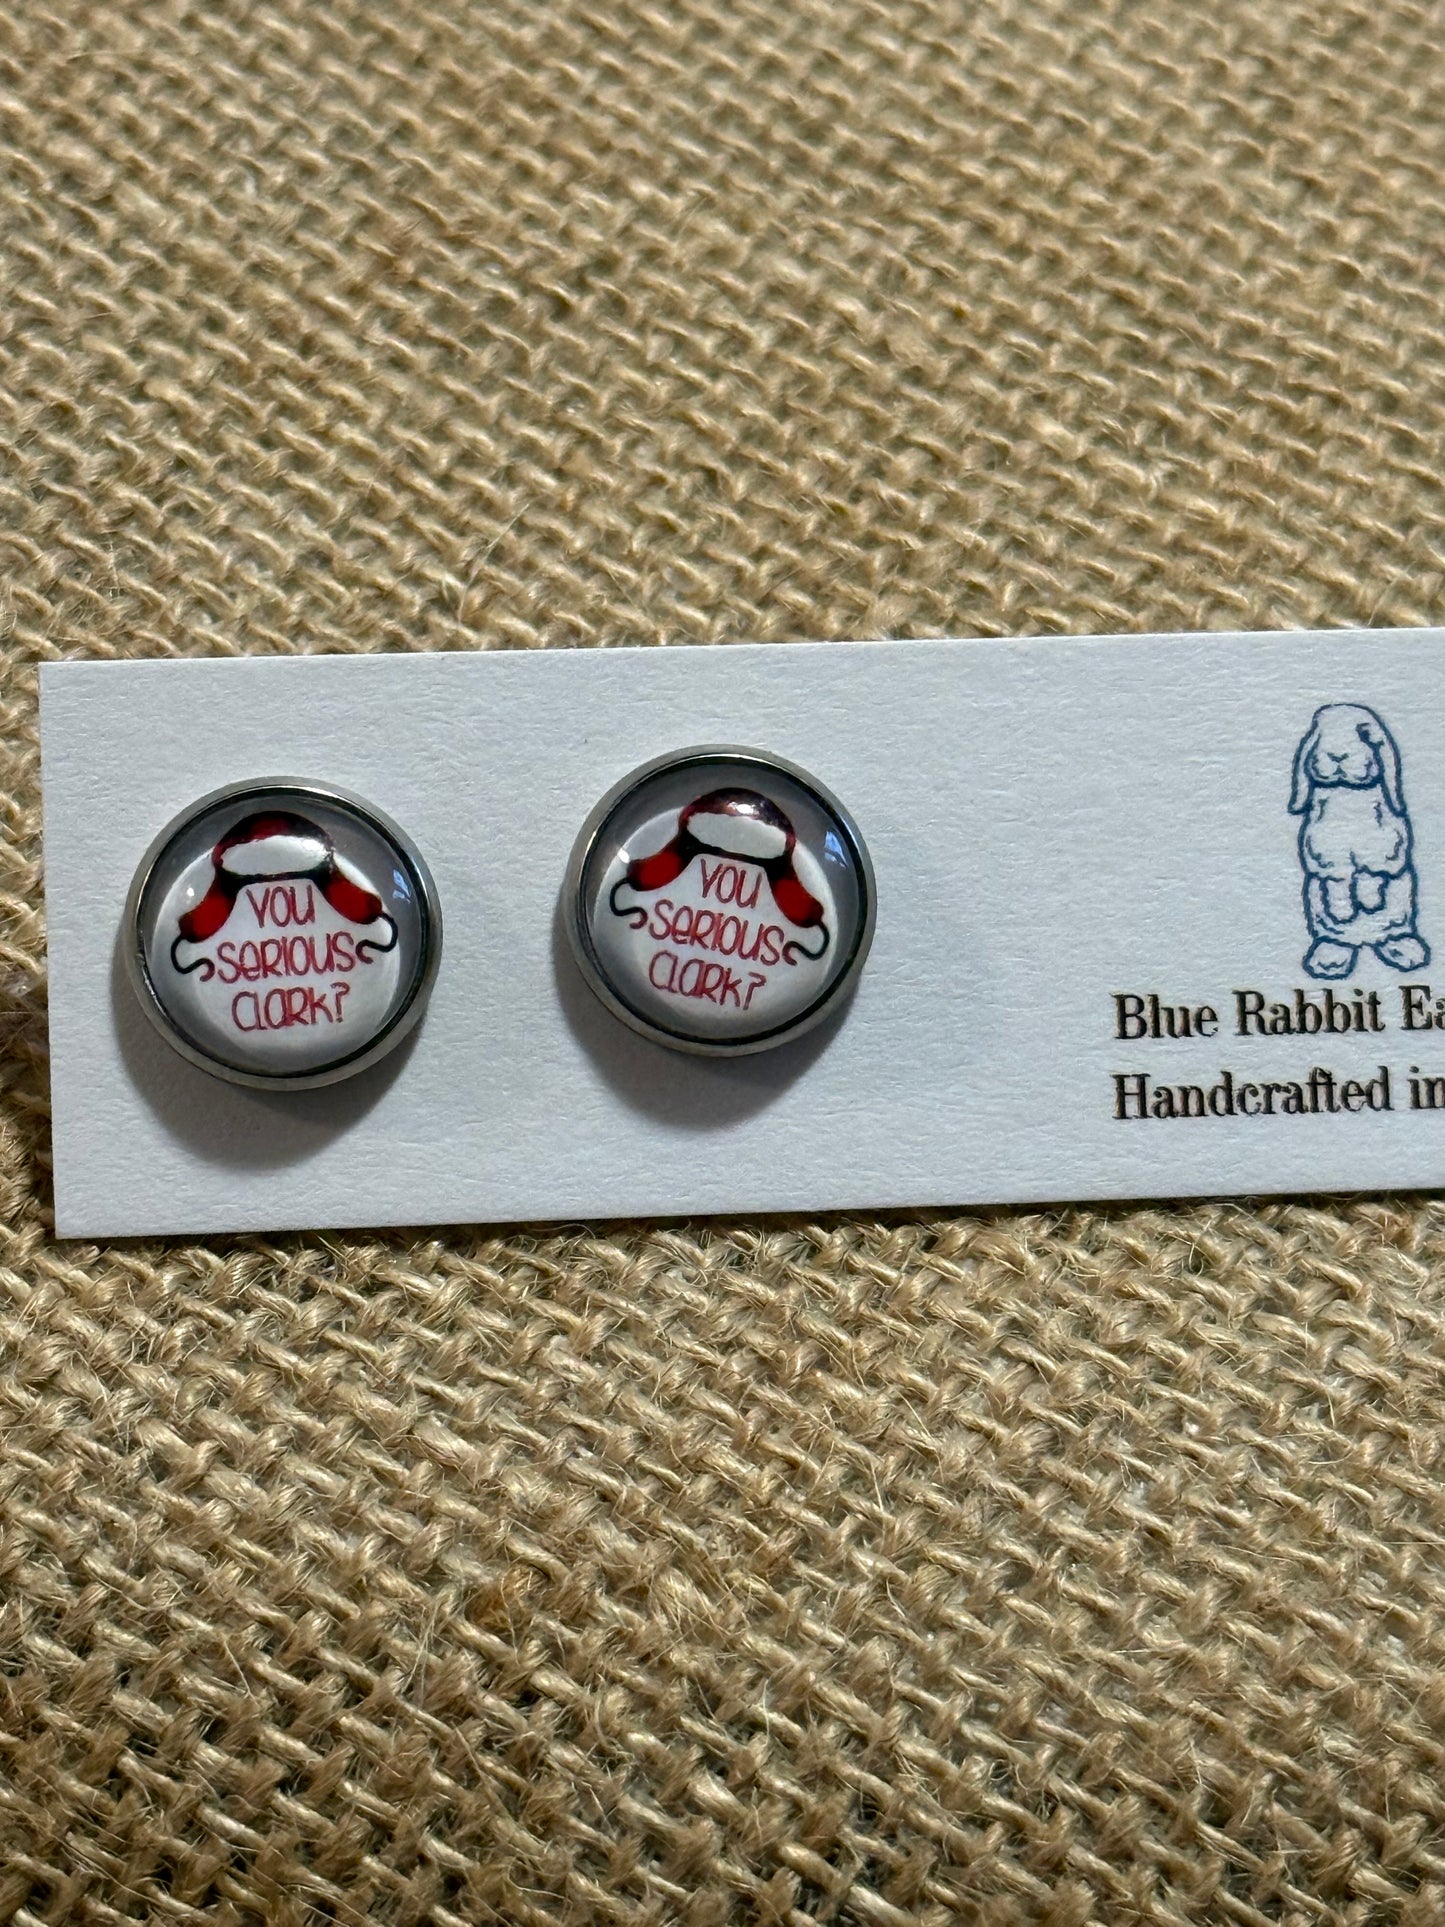 YOU
SERIOUS
CLARK?
YOU
SERIOUS
CLARK?
Blue Rabbit Ea
Handcrafted in